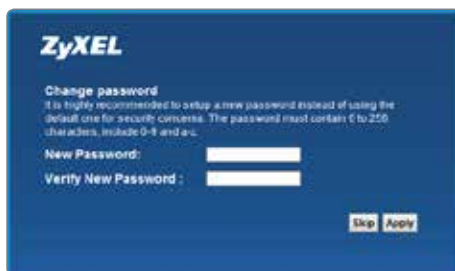 ZyXEL
Change password
It is highly recommended to setup a new password instead of using the
default one for security concerns. The password must contain 6 to 256
characters, include 0-9 and a-z.
New Password:
Verify New Password :
Skip Apply